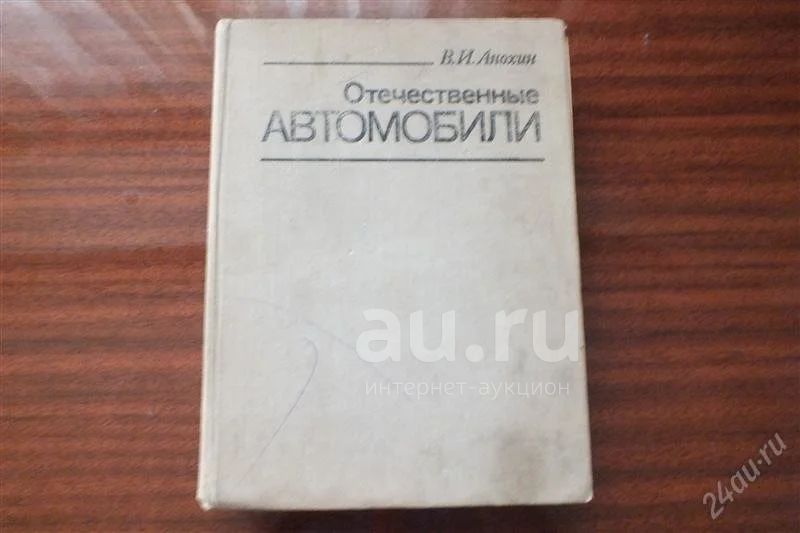 В.И.Анохин
Отечественные
АВТОМОБИЛИ
au.ru
интернет-аукцион
24au.ru